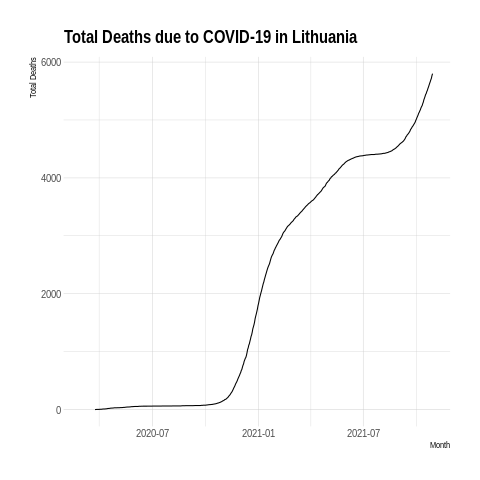 Total Deaths due to COVID-19 in Lithuania
Total Deaths
6000
4000
2000
0
2020-07 2021-01 2021-07
Month